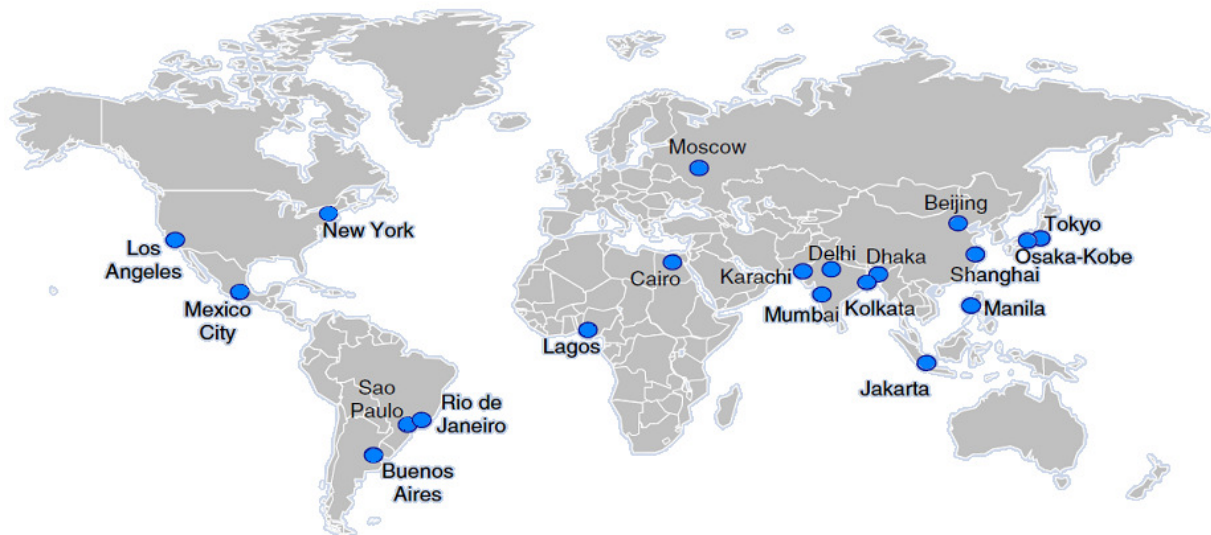 Moscow
Beijing
New York
Tokyo
Los
Angeles
Osaka-Kobe
Delhi
Dhaka
Cairo
Karachi
Shanghai
Mexico
City
Mumbai
Kolkata
Manila
Lagos
Jakarta
Sao
Paulo
Rio de
Janeiro
Buenos
Aires